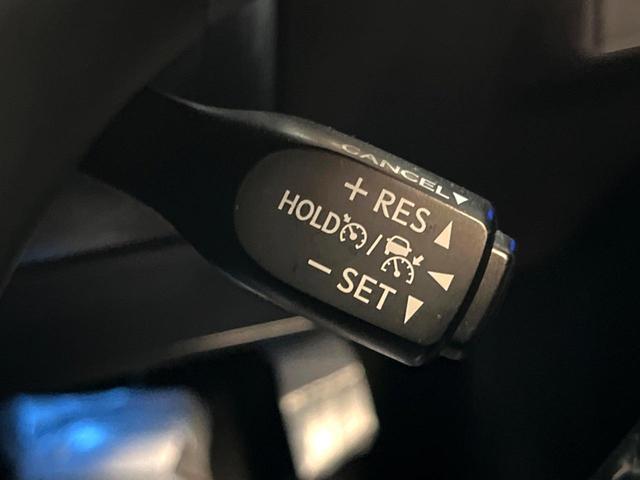 CANCEL▼
+ RES ▲
HOLD / ◀
− SET ▼